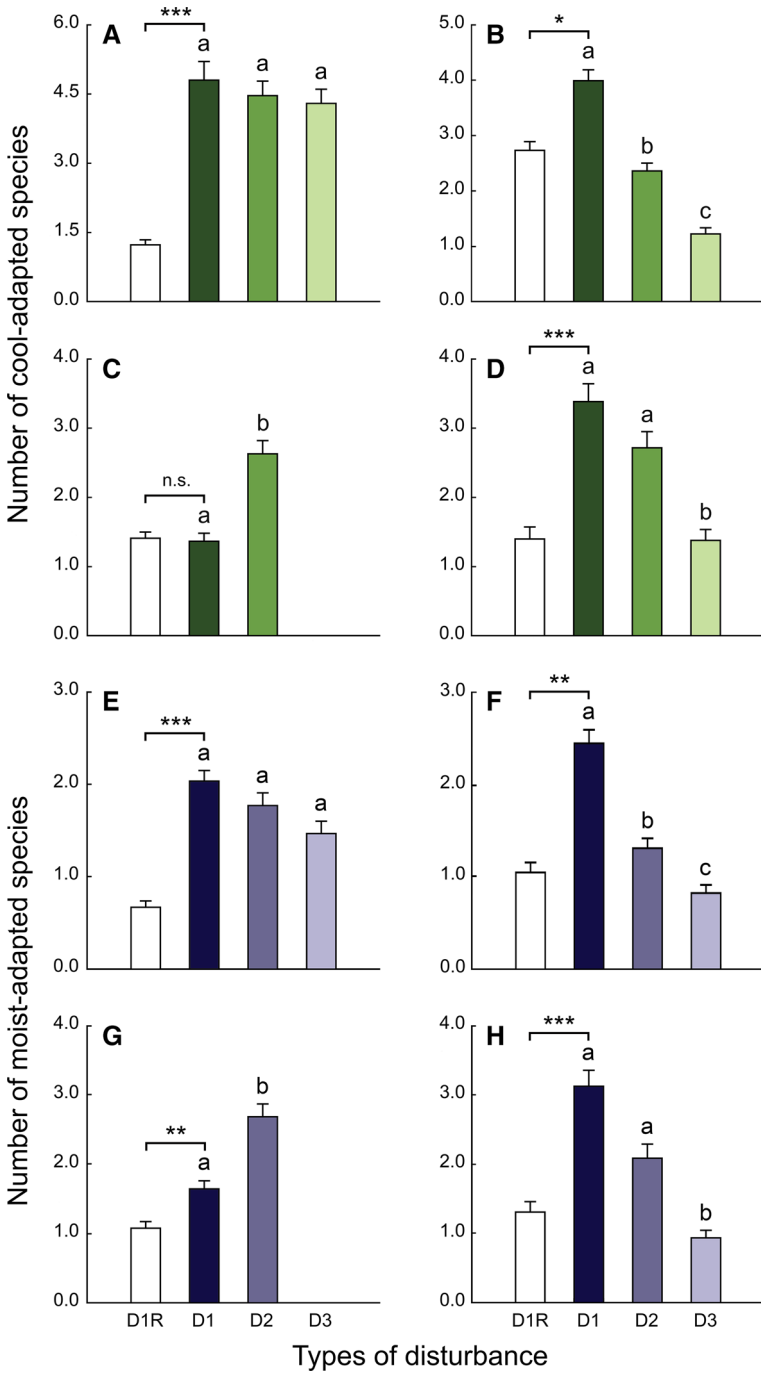 Number of cool-adapted species
Number of moist-adapted species
A
6.0
4.5
3.0
1.5
0.0
***
a
a
a
B
5.0
4.0
3.0
2.0
1.0
0.0
*
a
b
c
C
4.0
3.0
2.0
1.0
0.0
n.s.
a
b
D
4.0
3.0
2.0
1.0
0.0
***
a
a
b
E
3.0
2.0
1.0
0.0
***
a
a
a
F
3.0
2.0
1.0
0.0
**
a
b
c
G
4.0
3.0
2.0
1.0
0.0
**
a
b
D1R D1 D2 D3
H
4.0
3.0
2.0
1.0
0.0
***
a
a
b
D1R D1 D2 D3
Types of disturbance